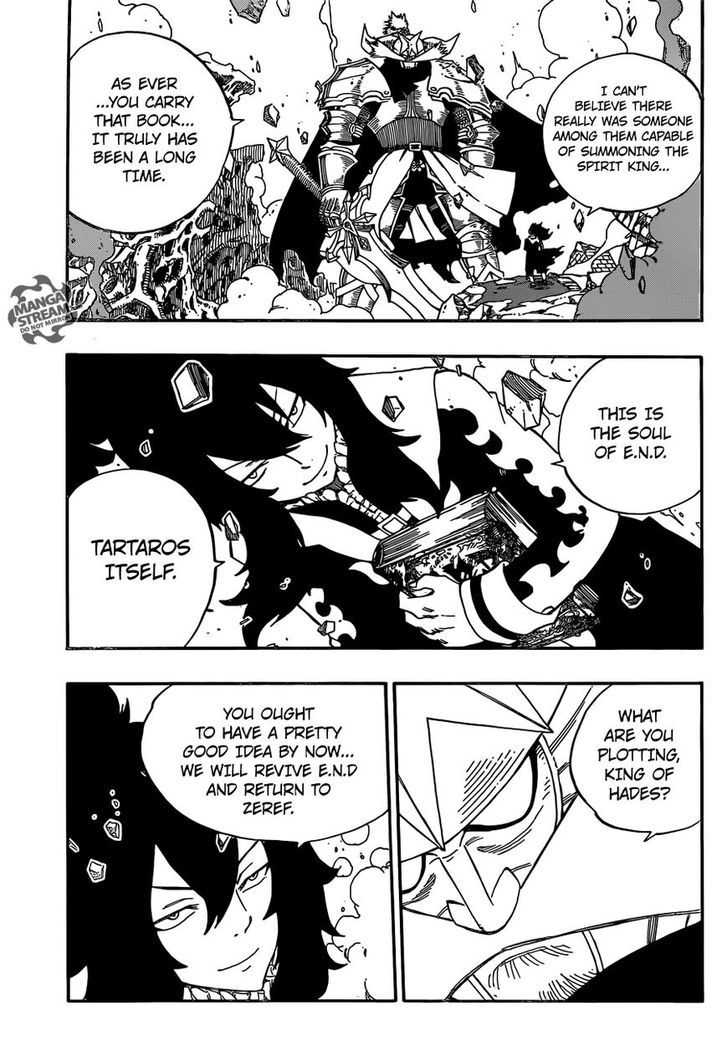 I CAN'T
BELIEVE THERE
REALLY WAS SOMEONE
AMONG THEM CAPABLE
OF SUMMONING THE
SPIRIT KING...
AS EVER
...YOU CARRY
THAT BOOK...
IT TRULY HAS
BEEN A LONG
TIME.
MANGA
STREAM
DO NOT MIRROR
THIS IS
THE SOUL
OF E.N.D.
TARTAROS
ITSELF.
WHAT
ARE YOU
PLOTTING,
KING OF
HADES?
YOU OUGHT
TO HAVE A PRETTY
GOOD IDEA BY NOW...
WE WILL REVIVE E.N.D
AND RETURN TO
ZEREF.